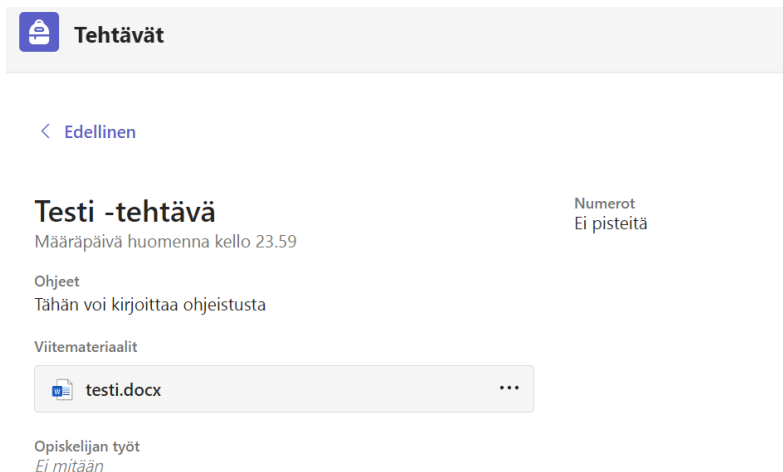 Tehtävät
Edellinen
Testi -tehtävä
Määräpäivä huomenna kello 23.59
Numerot
Ei pisteitä
Ohjeet
Tähän voi kirjoittaa ohjeistusta
Viitemateriaalit
testi.docx
Opiskelijan työt
Ei mitään